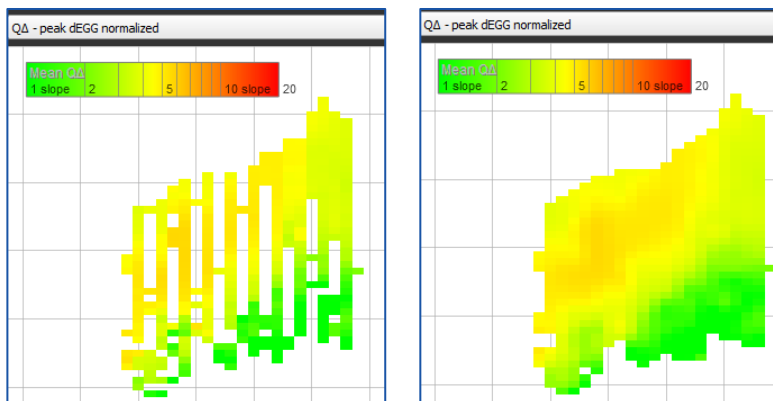 QΔ - peak dEGG normalized
Mean QΔ
1 slope 2 5 10 slope 20
QΔ - peak dEGG normalized
Mean QΔ
1 slope 2 5 10 slope 20